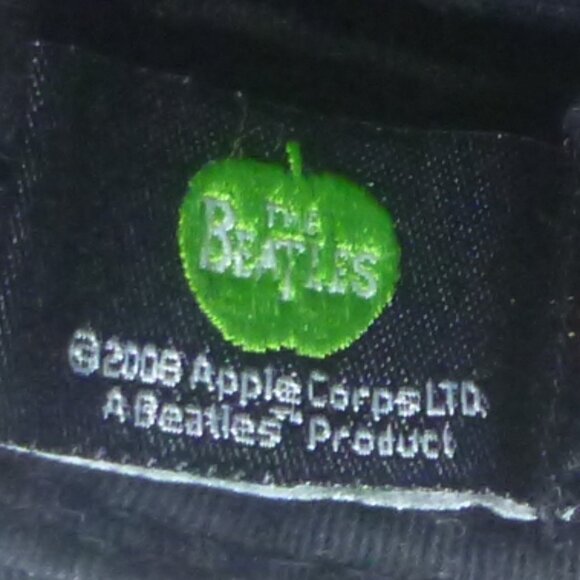 THE
BEATLES
©2008 Apple Corps LTD.
A Beatles™ Product